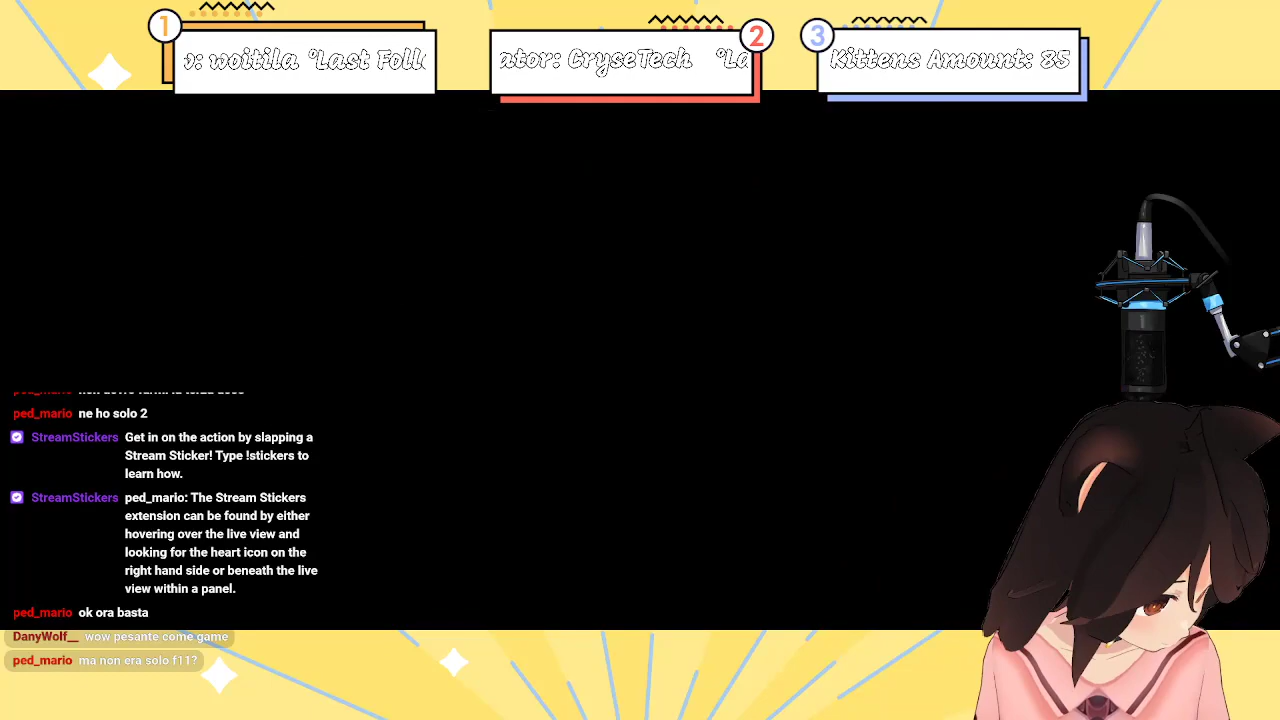 1
woitila °Last
2
CryseTech
3
Kittens Amount: 85
ped_mario ne ho solo 2
StreamStickers Get in on the action by slapping a
Stream Sticker! Type !stickers to
learn how.
StreamStickers ped_mario: The Stream Stickers
extension can be found by either
hovering over the live view and
looking for the heart icon on the
right hand side or beneath the live
view within a panel.
ped_mario ok ora basta
DanyWolf__ wow pesante come game
ped_mario ma non era solo f11?